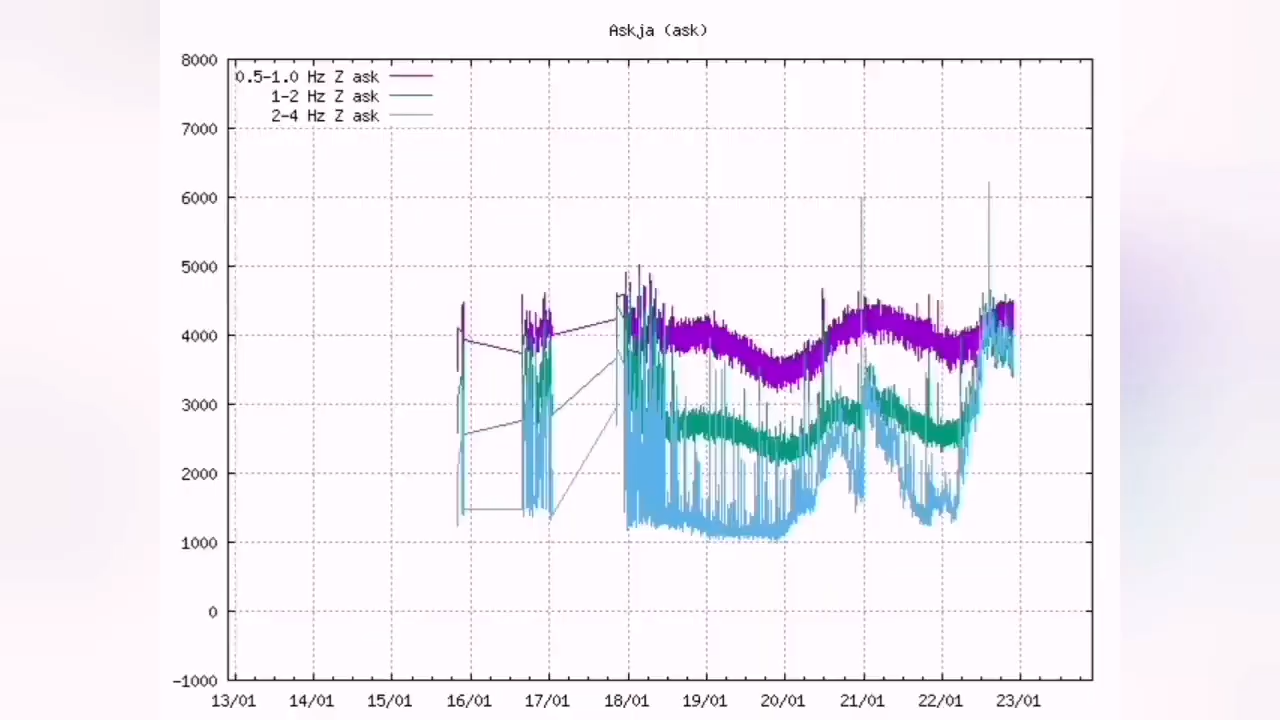 Askja (ask)
8000
0.5-1.0 Hz Z ask
1-2 Hz Z ask
2-4 Hz Z ask
7000
6000
5000
4000
3000
2000
1000
0
-1000
13/01 14/01 15/01 16/01 17/01 18/01 19/01 20/01 21/01 22/01 23/01